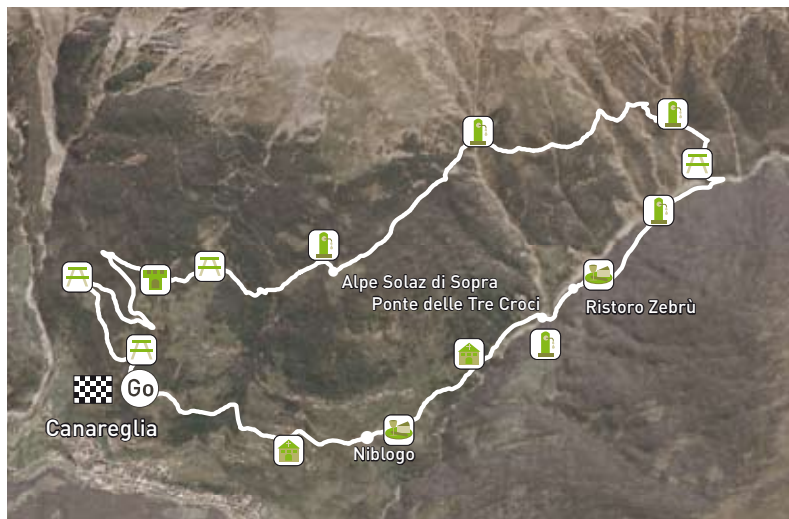 Alpe Solaz di Sopra
Ponte delle Tre Croci
Ristoro Zebrù
Go
Canareglia
Niblogo